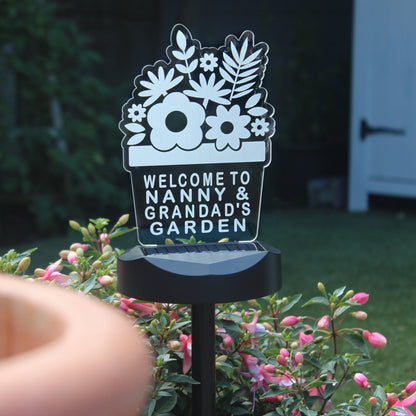 WELCOME TO
NANNY &
GRANDAD'S
GARDEN